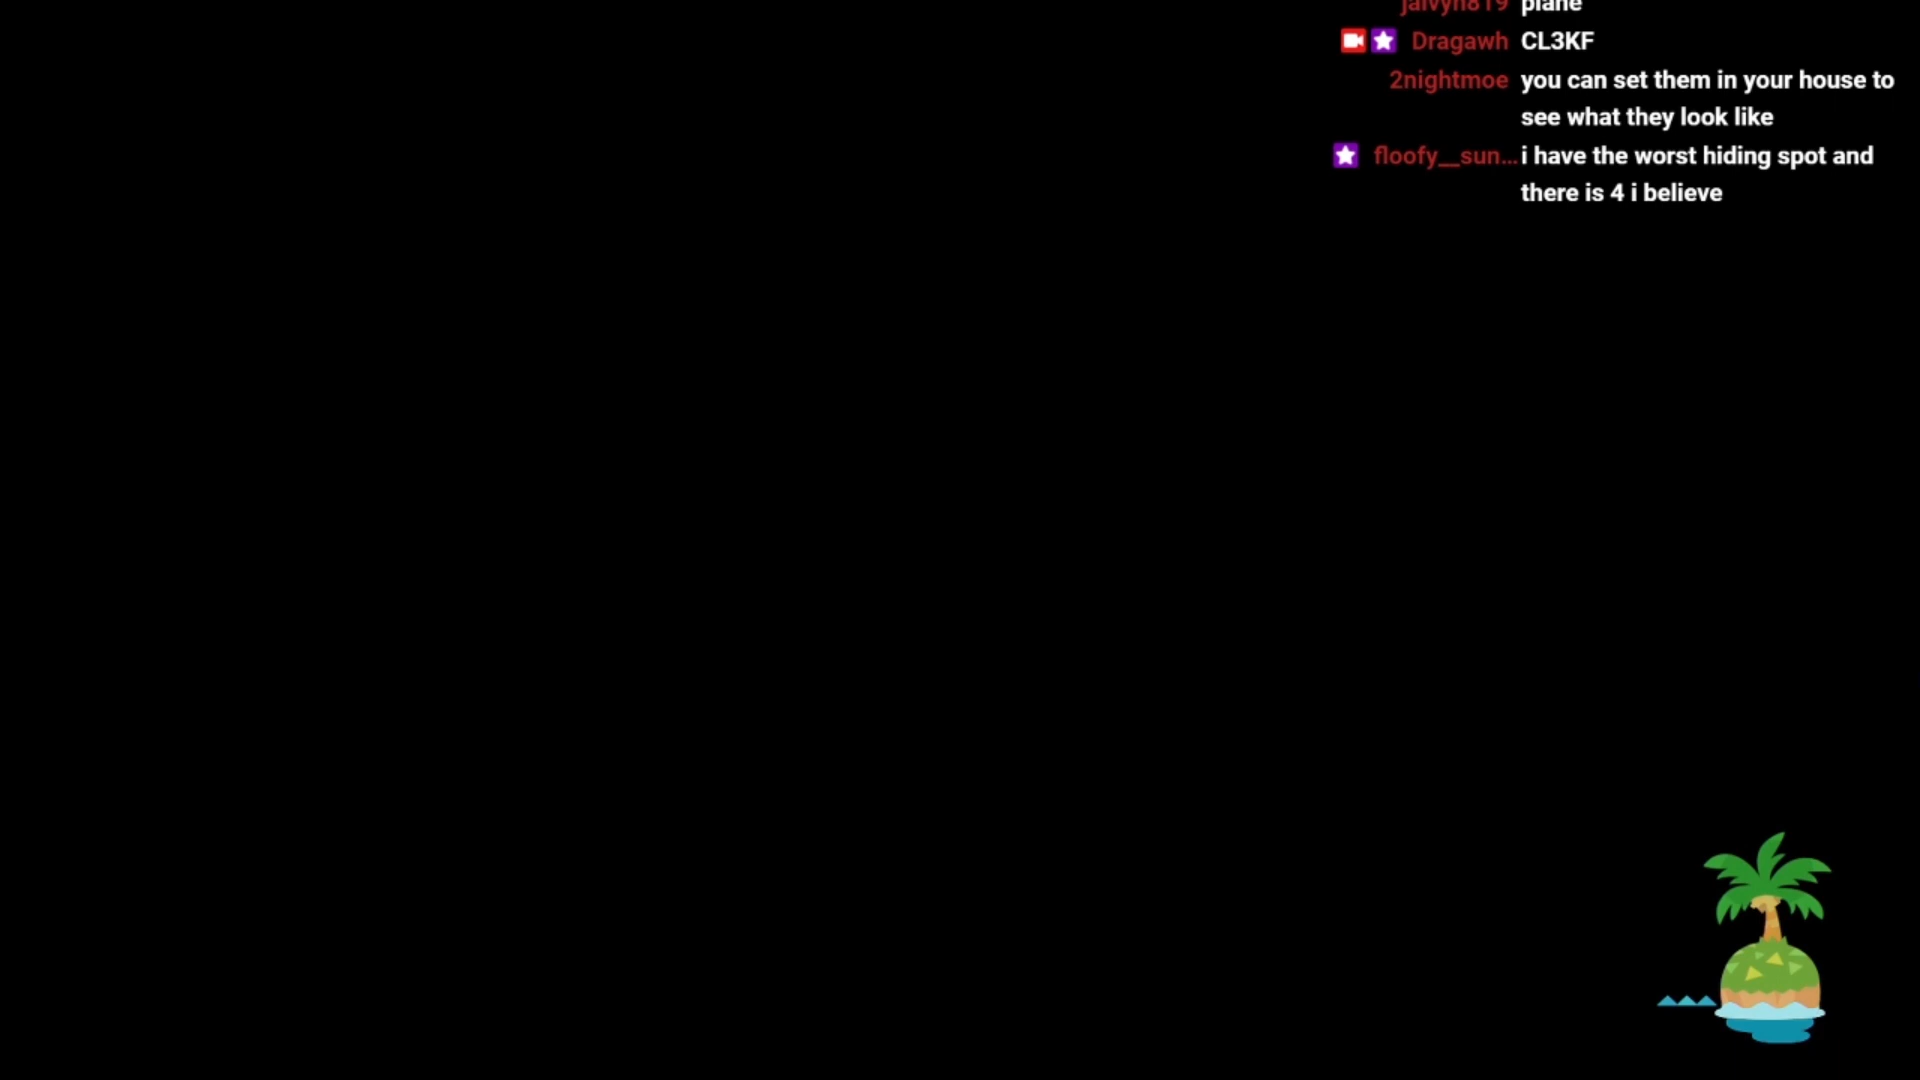 jalvyn819 plane
Dragawh CL3KF
2nightmoe you can set them in your house to
see what they look like
floofy__sun... i have the worst hiding spot and
there is 4 i believe